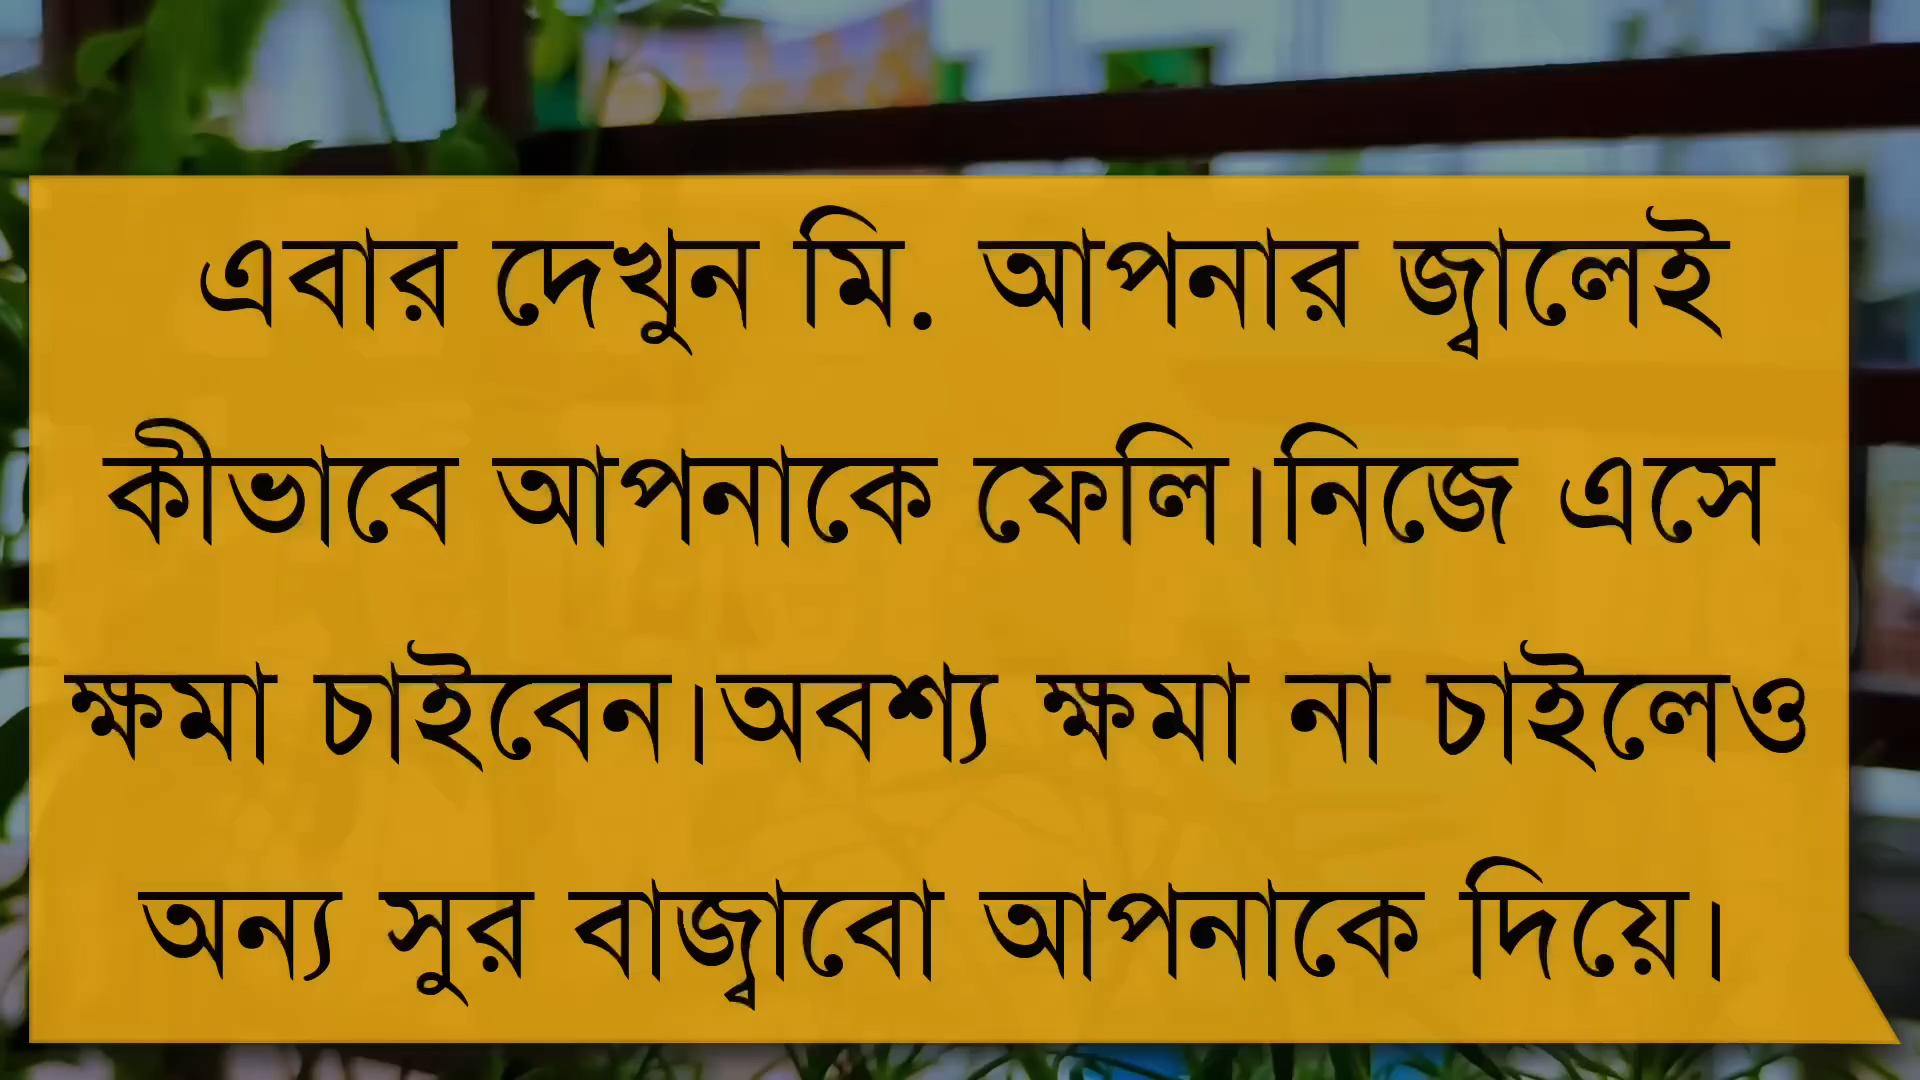 এবার দেখুন মি. আপনার জ্বালেই
কীভাবে আপনাকে ফেলি।নিজে এসে
ক্ষমা চাইবেন।অবশ্য ক্ষমা না চাইলেও
অন্য সুর বাজ্বাবো আপনাকে দিয়ে।